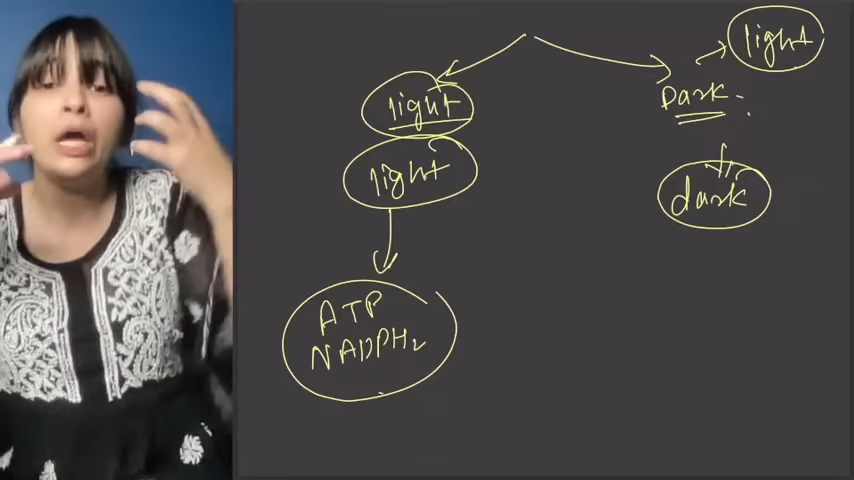 light
light
Dark.
light
dark
ATP
NADPH2